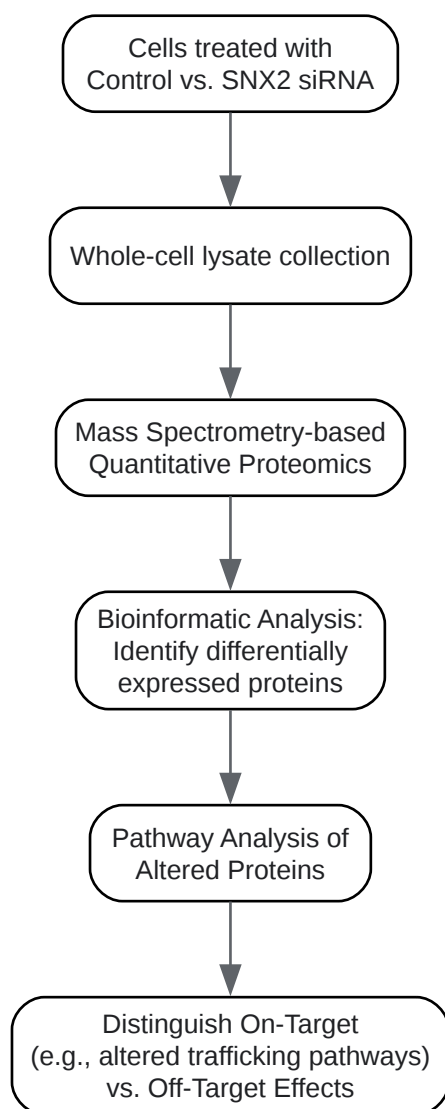 Cells treated with
Control vs. SNX2 siRNA
Whole-cell lysate collection
Mass Spectrometry-based
Quantitative Proteomics
Bioinformatic Analysis:
Identify differentially
expressed proteins
Pathway Analysis of
Altered Proteins
Distinguish On-Target
(e.g., altered trafficking pathways)
vs. Off-Target Effects